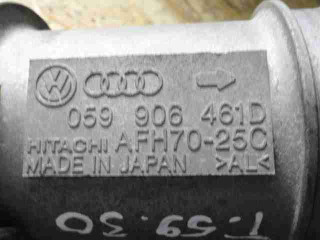 059 906 461D
HITACHI AFH70-25C
MADE IN JAPAN >AL<
T.59.30